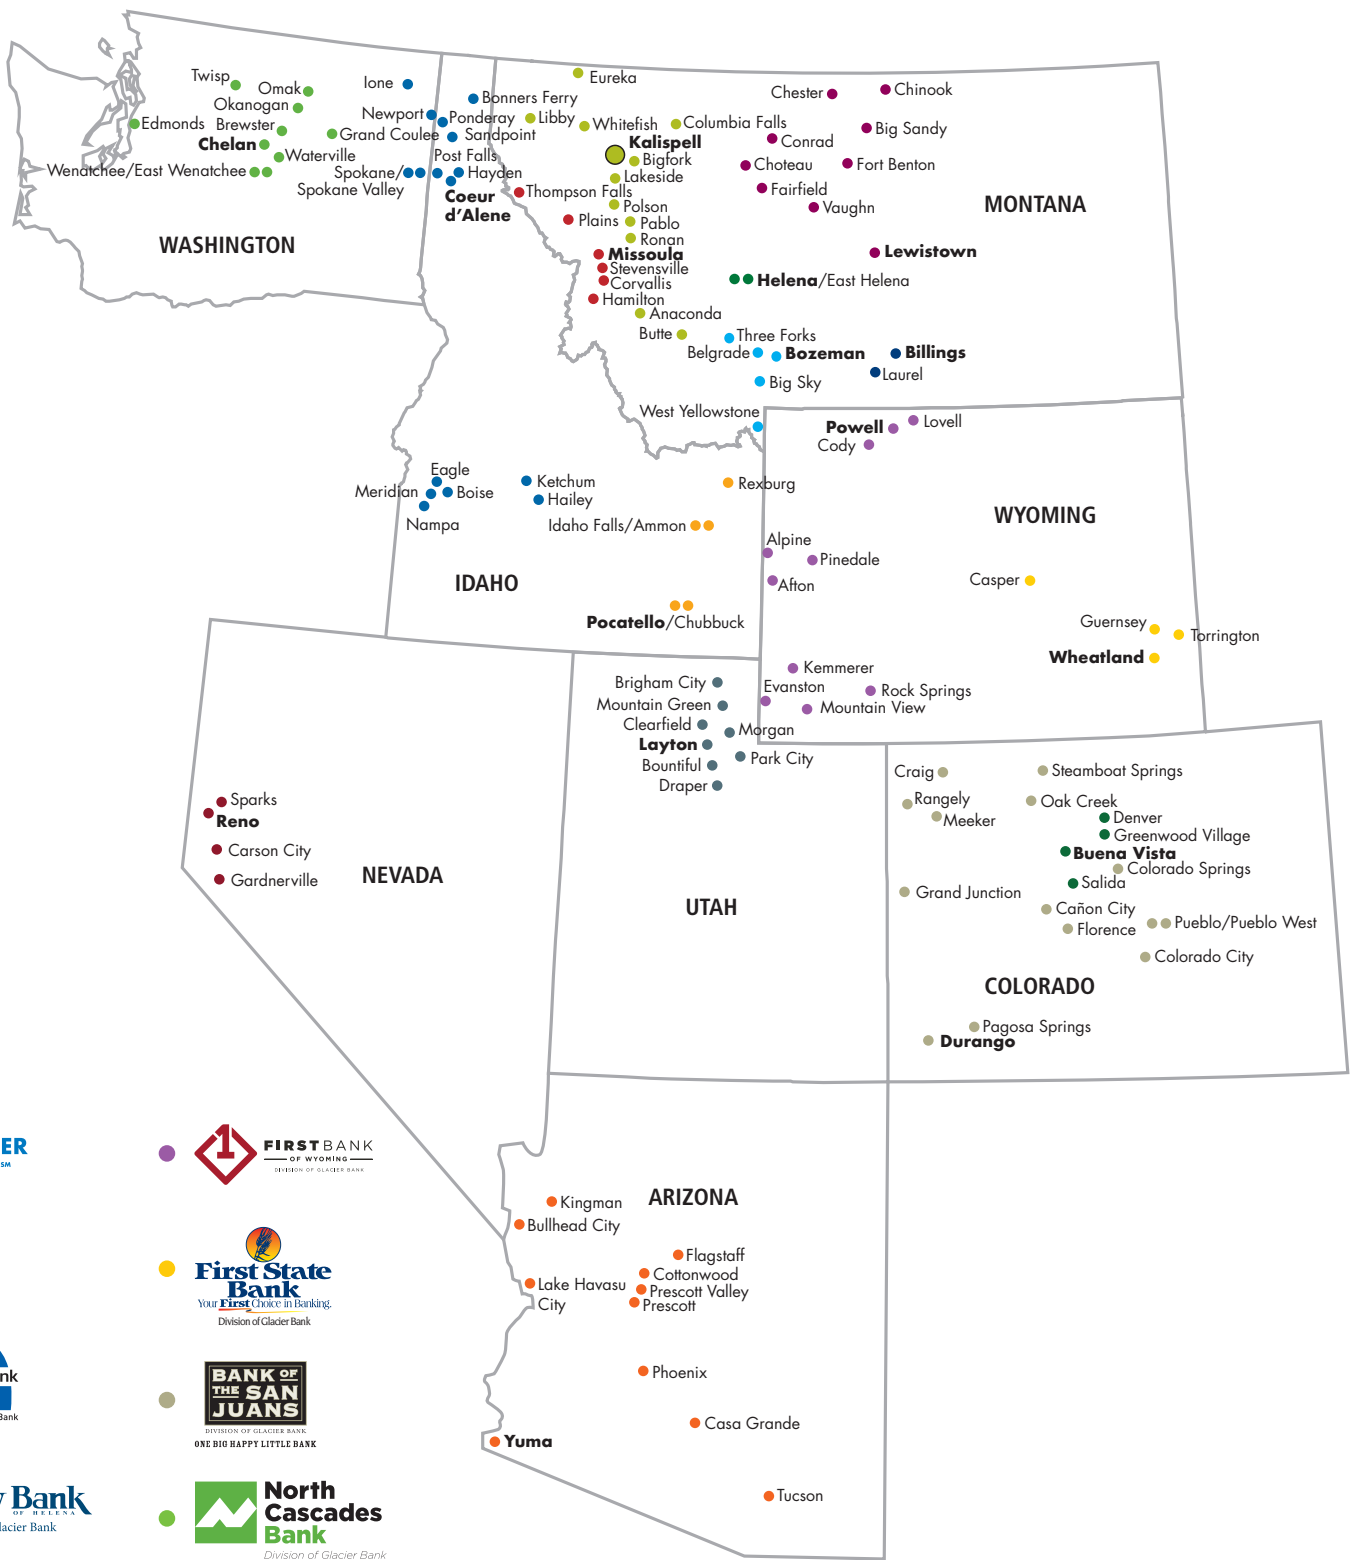 Twisp
Omak
Okanogan
Edmonds
Brewster
Chelan
Grand Coulee
Waterville
Wenatchee/East Wenatchee
WASHINGTON
Ione
Newport
Spokane/
Spokane Valley
Bonners Ferry
Ponderay
Sandpoint
Post Falls
Hayden
Coeur
d'Alene
Eureka
Libby
Whitefish
Columbia Falls
Kalispell
Bigfork
Lakeside
Thompson Falls
Polson
Plains
Pablo
Ronan
Missoula
Stevensville
Corvallis
Hamilton
Anaconda
Butte
Chester
Chinook
Big Sandy
Conrad
Choteau
Fort Benton
Fairfield
Vaughn
MONTANA
Lewistown
Helena/East Helena
Three Forks
Belgrade
Bozeman
Billings
Laurel
Big Sky
West Yellowstone
Powell
Lovell
Cody
Eagle
Meridian
Boise
Nampa
Ketchum
Hailey
Rexburg
Idaho Falls/Ammon
IDAHO
Pocatello/Chubbuck
WYOMING
Alpine
Pinedale
Afton
Casper
Guernsey
Torrington
Wheatland
Kemmerer
Evanston
Rock Springs
Mountain View
Brigham City
Mountain Green
Clearfield
Morgan
Layton
Park City
Bountiful
Draper
UTAH
Sparks
Reno
Carson City
Gardnerville
NEVADA
Craig
Steamboat Springs
Rangely
Oak Creek
Meeker
Denver
Greenwood Village
Buena Vista
Colorado Springs
Salida
Grand Junction
Cañon City
Pueblo/Pueblo West
Florence
Colorado City
COLORADO
Pagosa Springs
Durango
ARIZONA
Kingman
Bullhead City
Flagstaff
Cottonwood
Lake Havasu
City
Prescott Valley
Prescott
Phoenix
Casa Grande
Yuma
Tucson
ER
SM
1
FIRSTBANK
OF WYOMING
DIVISION OF GLACIER BANK
First State
Bank
Your First Choice in Banking.
Division of Glacier Bank
nk
Bank
BANK OF
THE SAN
JUANS
DIVISION OF GLACIER BANK
ONE BIG HAPPY LITTLE BANK
y Bank
OF HELENA
lacier Bank
North
Cascades
Bank
Division of Glacier Bank